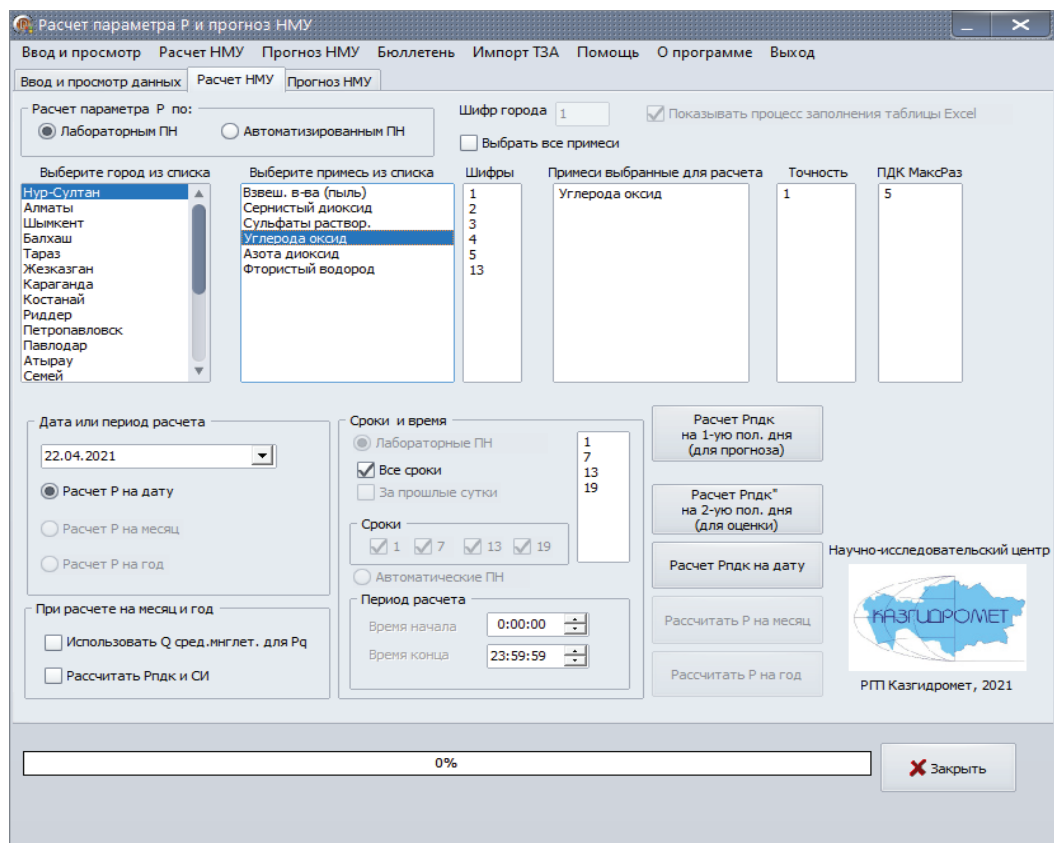 Расчет параметра Р и прогноз НМУ
Ввод и просмотр Расчет НМУ Прогноз НМУ Бюллетень Импорт ТЗА Помощь О программе Выход
Ввод и просмотр данных Расчет НМУ Прогноз НМУ
Расчет параметра Р по:
Лабораторным ПН Автоматизированным ПН
Шифр города 1
Показывать процесс заполнения таблицы Excel
Выбрать все примеси
Выберите город из списка
Нур-Султан
Алматы
Шымкент
Балхаш
Тараз
Жезказган
Караганда
Костанай
Риддер
Петропавловск
Павлодар
Атырау
Семей
Выберите примесь из списка
Взвеш. в-ва (пыль)
Сернистый диоксид
Сульфаты раствор.
Углерода оксид
Азота диоксид
Фтористый водород
Шифры
1
2
3
4
5
13
Примеси выбранные для расчета
Углерода оксид
Точность
1
ПДК МаксРаз
5
Дата или период расчета
22.04.2021
Расчет Р на дату
Расчет Р на месяц
Расчет Р на год
При расчете на месяц и год
Использовать Q сред.мнглет. для Pq
Рассчитать Рпдк и СИ
Сроки и время
Лабораторные ПН
Все сроки
За прошлые сутки
1
7
13
19
Сроки
1 7 13 19
Автоматические ПН
Период расчета
Время начала 0:00:00
Время конца 23:59:59
Расчет Рпдк
на 1-ую пол. дня
(для прогноза)
Расчет Рпдк"
на 2-ую пол. дня
(для оценки)
Расчет Рпдк на дату
Рассчитать Р на месяц
Рассчитать Р на год
Научно-исследовательский центр
КАЗГИДРОМЕТ
РГП Казгидромет, 2021
0%
Закрыть